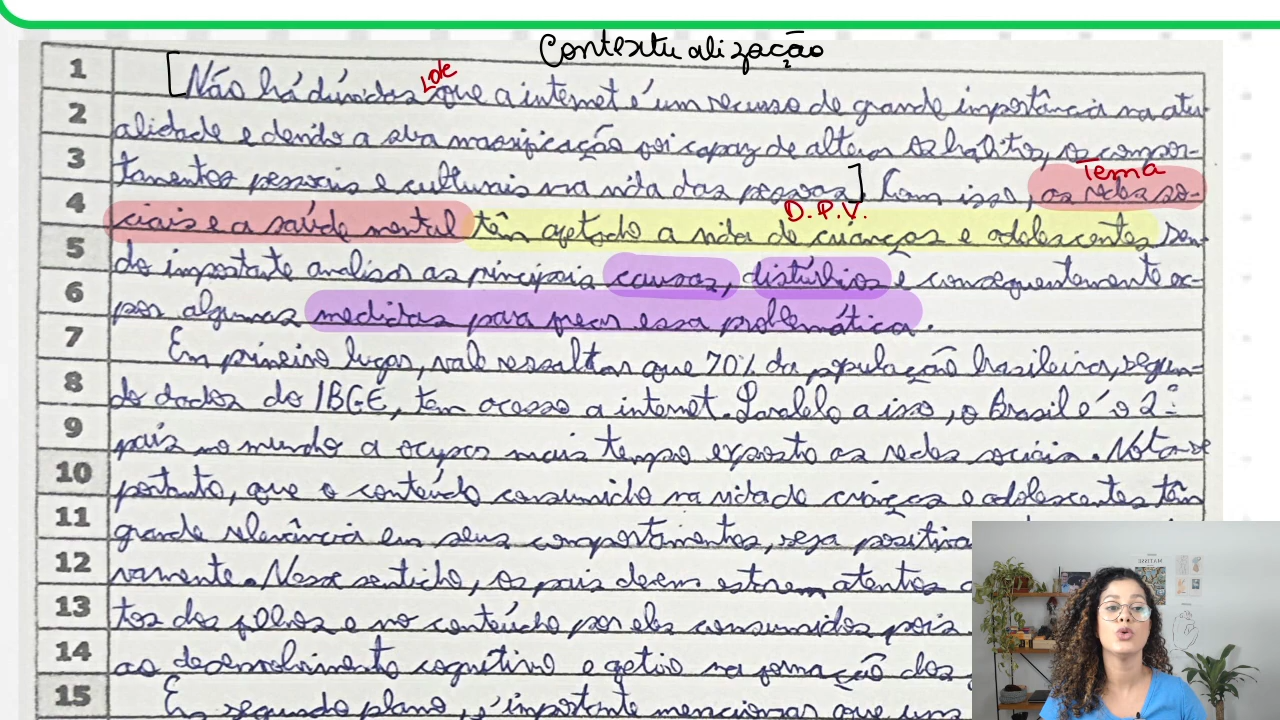 Contextualização
1 [Não há dúvidas que a internet é um recurso de grande importância na atu-
de
2 alidade e devido a sua massificação foi capaz de alterar os hábitos, os compor-
3 tamentos pessoais e culturais na vida das pessoas]. Com isso, as redes so-
Tema
4 ciais e a saúde mental têm afetado a vida de crianças e adolescentes sen-
D.P.V.
5 do importante analisar as principais causas, distúrbios e consequentemente ex-
6 por algumas medidas para frear essa problemática.
7 Em primeiro lugar, vale ressaltar que 70% da população brasileira, segun-
8 do dados do IBGE, tem acesso a internet. Paralelo a isso, o Brasil é o 2º
9 país no mundo a ocupar mais tempo exposto as redes sociais. Nota-se
10 portanto, que o conteúdo consumido na vida de crianças e adolescentes têm
11 grande relevância em seus comportamentos, seja positiva
12 vamente. Nesse sentido, os pais devem estarem atentos
13 tos dos filhos e no conteúdo por eles consumidos pois
14 ao desenvolvimento cognitivo e afetivo na formação dos
15 Em segundo plano, é importante mencionar que um
MATISSE